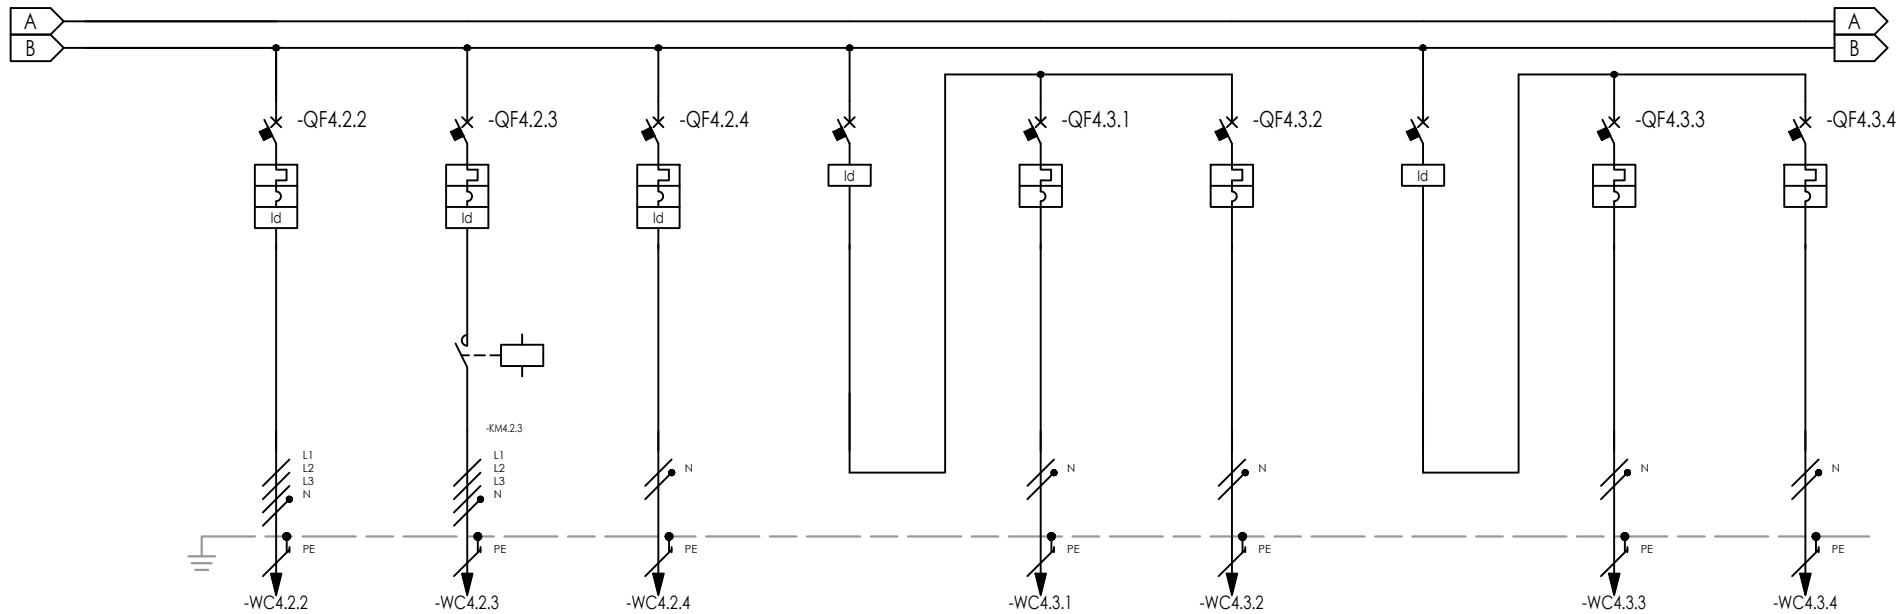 A A
B B
-QF4.2.2 -QF4.2.3 -QF4.2.4 -QF4.3.1 -QF4.3.2 -QF4.3.3 -QF4.3.4
Id Id
Id Id Id
-KM4.2.3
L1 L1
L2 L2 N N N N N
L3 L3
N N
PE PE PE PE PE PE PE
-WC4.2.2 -WC4.2.3 -WC4.2.4 -WC4.3.1 -WC4.3.2 -WC4.3.3 -WC4.3.4